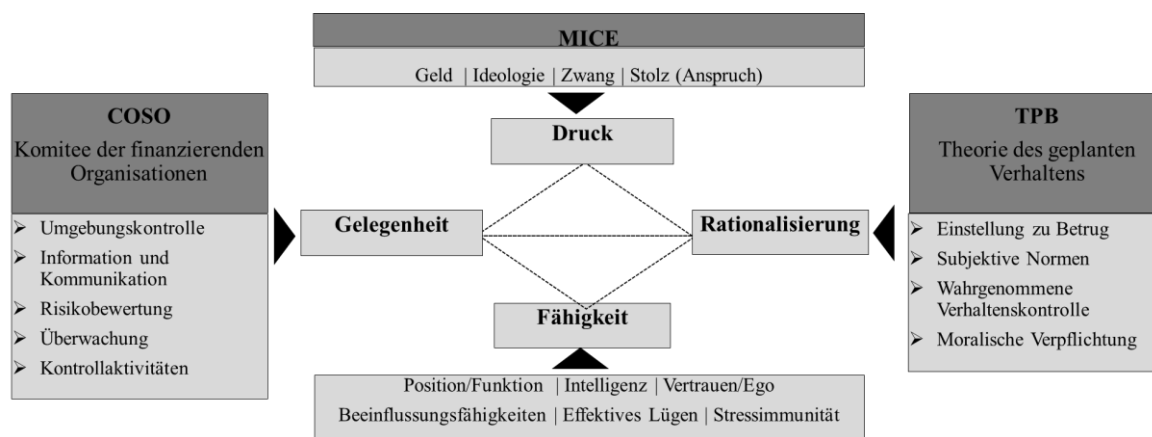 MICE
Geld | Ideologie | Zwang | Stolz (Anspruch)
COSO
Komitee der finanzierenden
Organisationen
➢ Umgebungskontrolle
➢ Information und
Kommunikation
➢ Risikobewertung
➢ Überwachung
➢ Kontrollaktivitäten
Druck
Gelegenheit
Rationalisierung
Fähigkeit
Position/Funktion | Intelligenz | Vertrauen/Ego
Beeinflussungsfähigkeiten | Effektives Lügen | Stressimmunität
TPB
Theorie des geplanten
Verhaltens
➢ Einstellung zu Betrug
➢ Subjektive Normen
➢ Wahrgenommene
Verhaltenskontrolle
➢ Moralische Verpflichtung